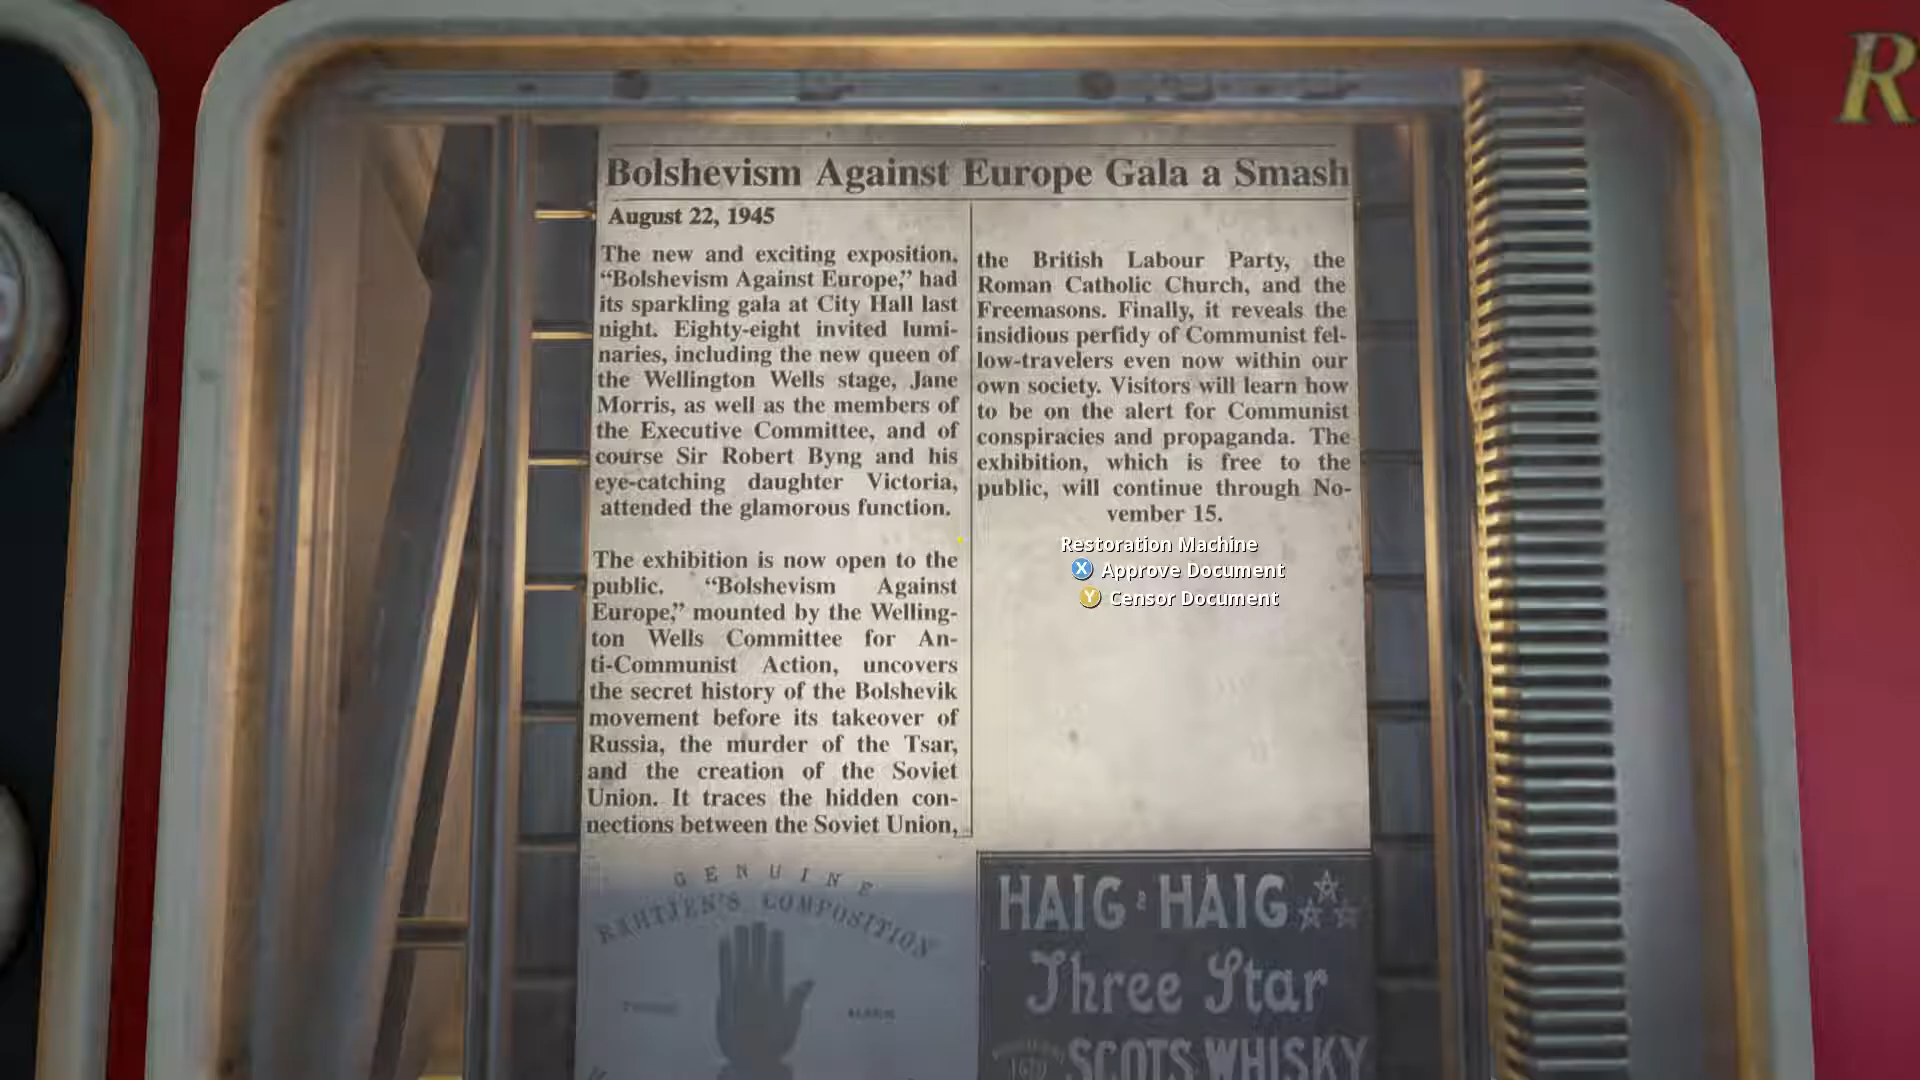 R
Bolshevism Against Europe Gala a Smash
August 22, 1945
The new and exciting exposition,
“Bolshevism Against Europe,” had
its sparkling gala at City Hall last
night. Eighty-eight invited lumi-
naries, including the new queen of
the Wellington Wells stage, Jane
Morris, as well as the members of
the Executive Committee, and of
course Sir Robert Byng and his
eye-catching daughter Victoria,
attended the glamorous function.
The exhibition is now open to the
public. “Bolshevism Against
Europe,” mounted by the Welling-
ton Wells Committee for An-
ti-Communist Action, uncovers
the secret history of the Bolshevik
movement before its takeover of
Russia, the murder of the Tsar,
and the creation of the Soviet
Union. It traces the hidden con-
nections between the Soviet Union,
the British Labour Party, the
Roman Catholic Church, and the
Freemasons. Finally, it reveals the
insidious perfidy of Communist fel-
low-travelers even now within our
own society. Visitors will learn how
to be on the alert for Communist
conspiracies and propaganda. The
exhibition, which is free to the
public, will continue through No-
vember 15.
Restoration Machine
X Approve Document
Y Censor Document
GENUINE
RAHTJEN'S COMPOSITION
HAIG & HAIG
Three Star
SCOTS WHISKY